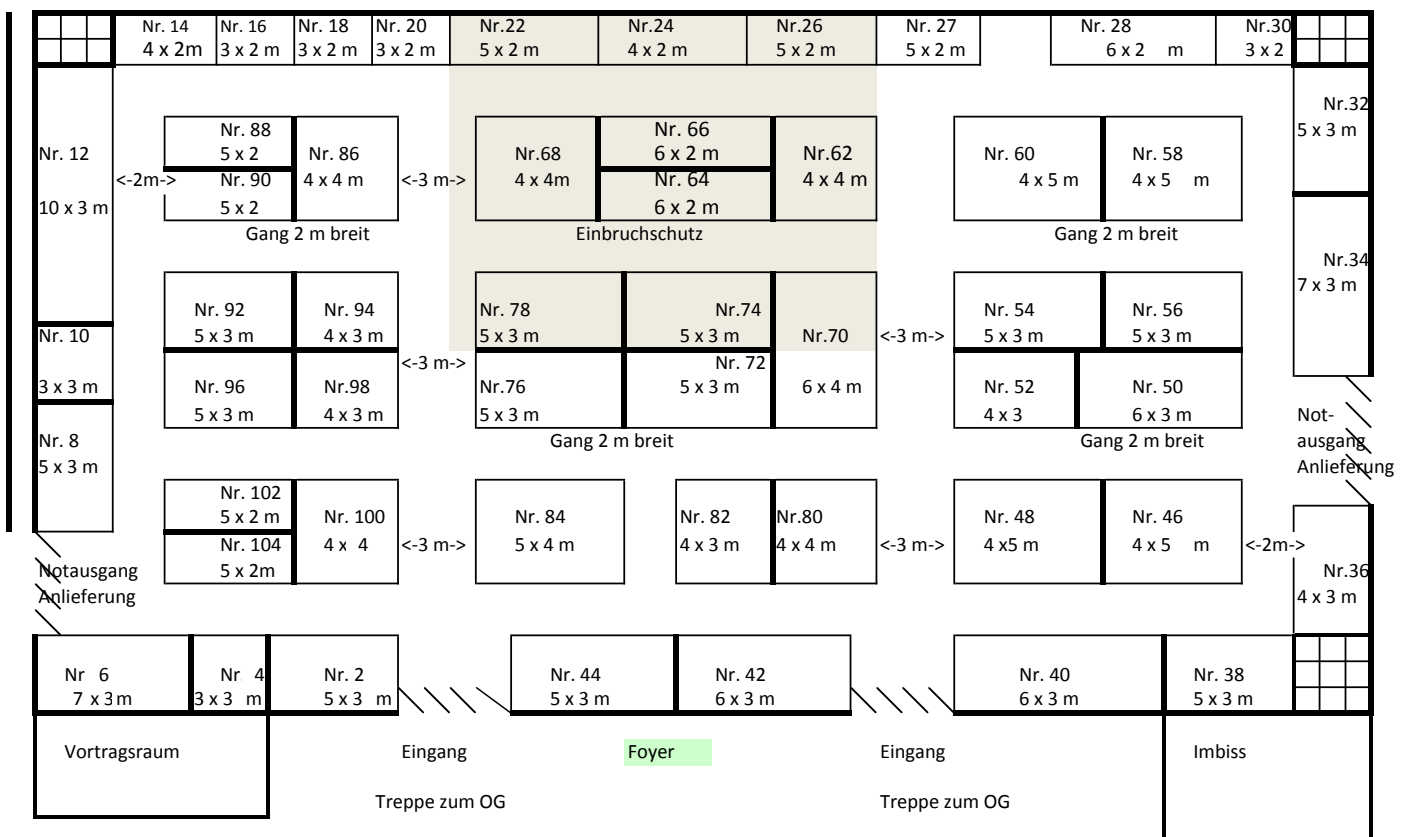 Nr. 14 Nr. 16 Nr. 18 Nr. 20 Nr.22 Nr.24 Nr.26 Nr. 27 Nr. 28 Nr.30
4 x 2m 3 x 2 m 3 x 2 m 3 x 2 m 5 x 2 m 4 x 2 m 5 x 2 m 5 x 2 m 6 x 2 m 3 x 2
Nr.32
5 x 3 m
Nr. 88 Nr. 66
Nr. 12 5 x 2 Nr. 86 Nr.68 6 x 2 m Nr.62 Nr. 60 Nr. 58
<-2m-> Nr. 90 4 x 4 m <-3 m-> 4 x 4m Nr. 64 4 x 4 m 4 x 5 m 4 x 5 m
10 x 3 m 5 x 2 6 x 2 m
Gang 2 m breit Einbruchschutz Gang 2 m breit
Nr.34
7 x 3 m
Nr. 92 Nr. 94 Nr. 78 Nr.74 Nr. 54 Nr. 56
Nr. 10 5 x 3 m 4 x 3 m 5 x 3 m 5 x 3 m Nr.70 <-3 m-> 5 x 3 m 5 x 3 m
<-3 m-> Nr. 72
3 x 3 m Nr. 96 Nr.98 Nr.76 5 x 3 m 6 x 4 m Nr. 52 Nr. 50
5 x 3 m 4 x 3 m 5 x 3 m 4 x 3 6 x 3 m Not-
Nr. 8 Gang 2 m breit Gang 2 m breit ausgang
5 x 3 m Anlieferung
Nr. 102
5 x 2 m Nr. 100 Nr. 84 Nr. 82 Nr.80 Nr. 48 Nr. 46
Nr. 104 4 x 4 <-3 m-> 5 x 4 m 4 x 3 m 4 x 4 m <-3 m-> 4 x5 m 4 x 5 m <-2m->
Notausgang 5 x 2m Nr.36
Anlieferung 4 x 3 m
Nr 6 Nr. 4 Nr. 2 Nr. 44 Nr. 42 Nr. 40 Nr. 38
7 x 3 m 3 x 3 m 5 x 3 m 5 x 3 m 6 x 3 m 6 x 3 m 5 x 3 m
Vortragsraum Eingang Foyer Eingang Imbiss
Treppe zum OG Treppe zum OG